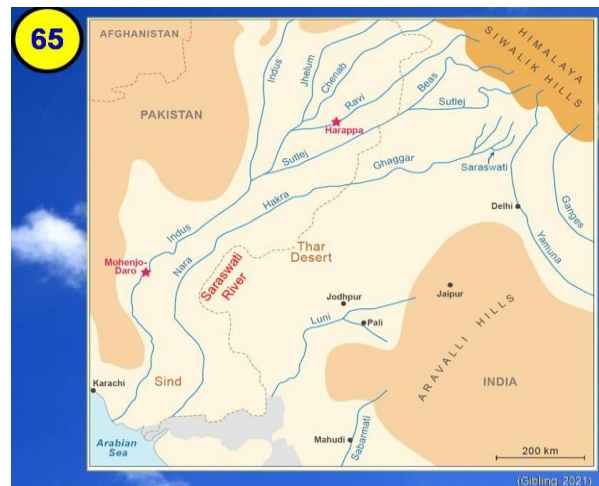 65
AFGHANISTAN
HIMALAYA
SIWALIK HILLS
Indus
Jhelum
Chenab
Ravi
Beas
Sutlej
PAKISTAN
Harappa
Sutlej
Ghaggar
Saraswati
Hakra
Delhi
Ganges
Yamuna
Indus
Mohenjo-
Daro
Nara
Saraswati
River
Thar
Desert
Jodhpur
Jaipur
Luni
Pali
ARAVALLI HILLS
Karachi
Sind
INDIA
Arabian
Sea
Mahudi
Sabarmati
200 km
(Gibling 2021)